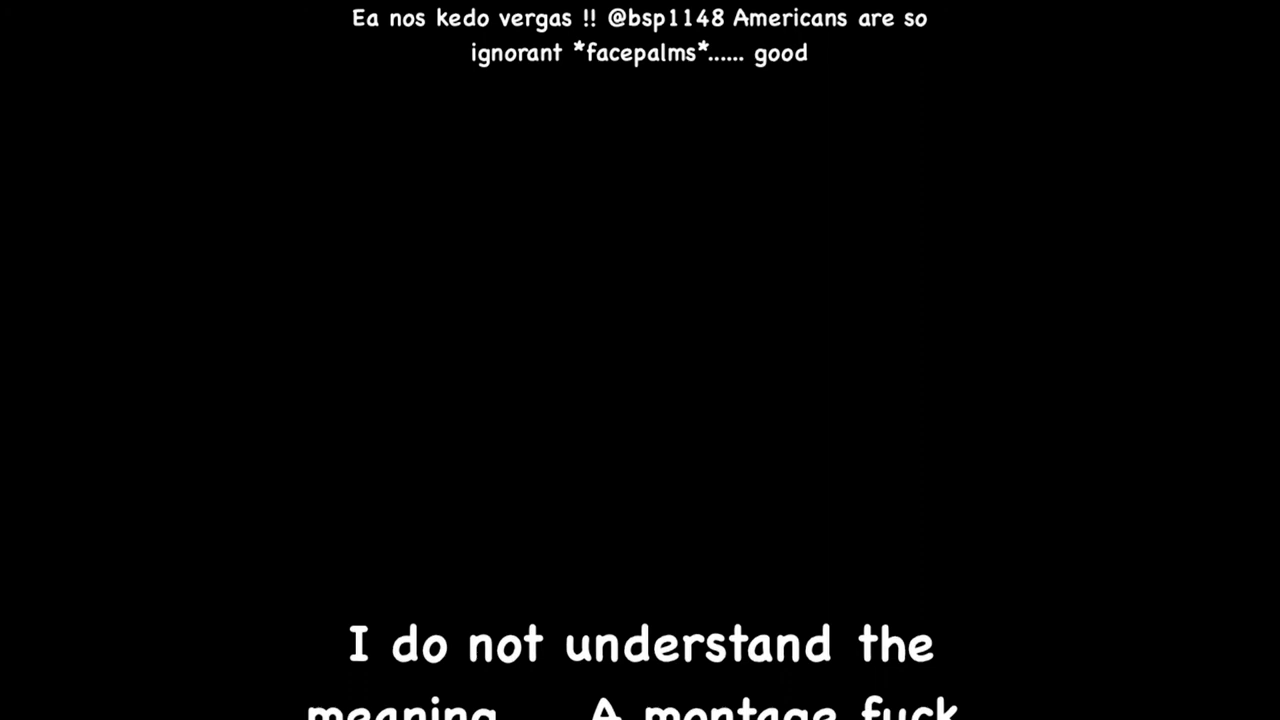 Ea nos kedo vergas !! @bsp1148 Americans are so
ignorant *facepalms*...... good
I do not understand the
meaning A montage fuck